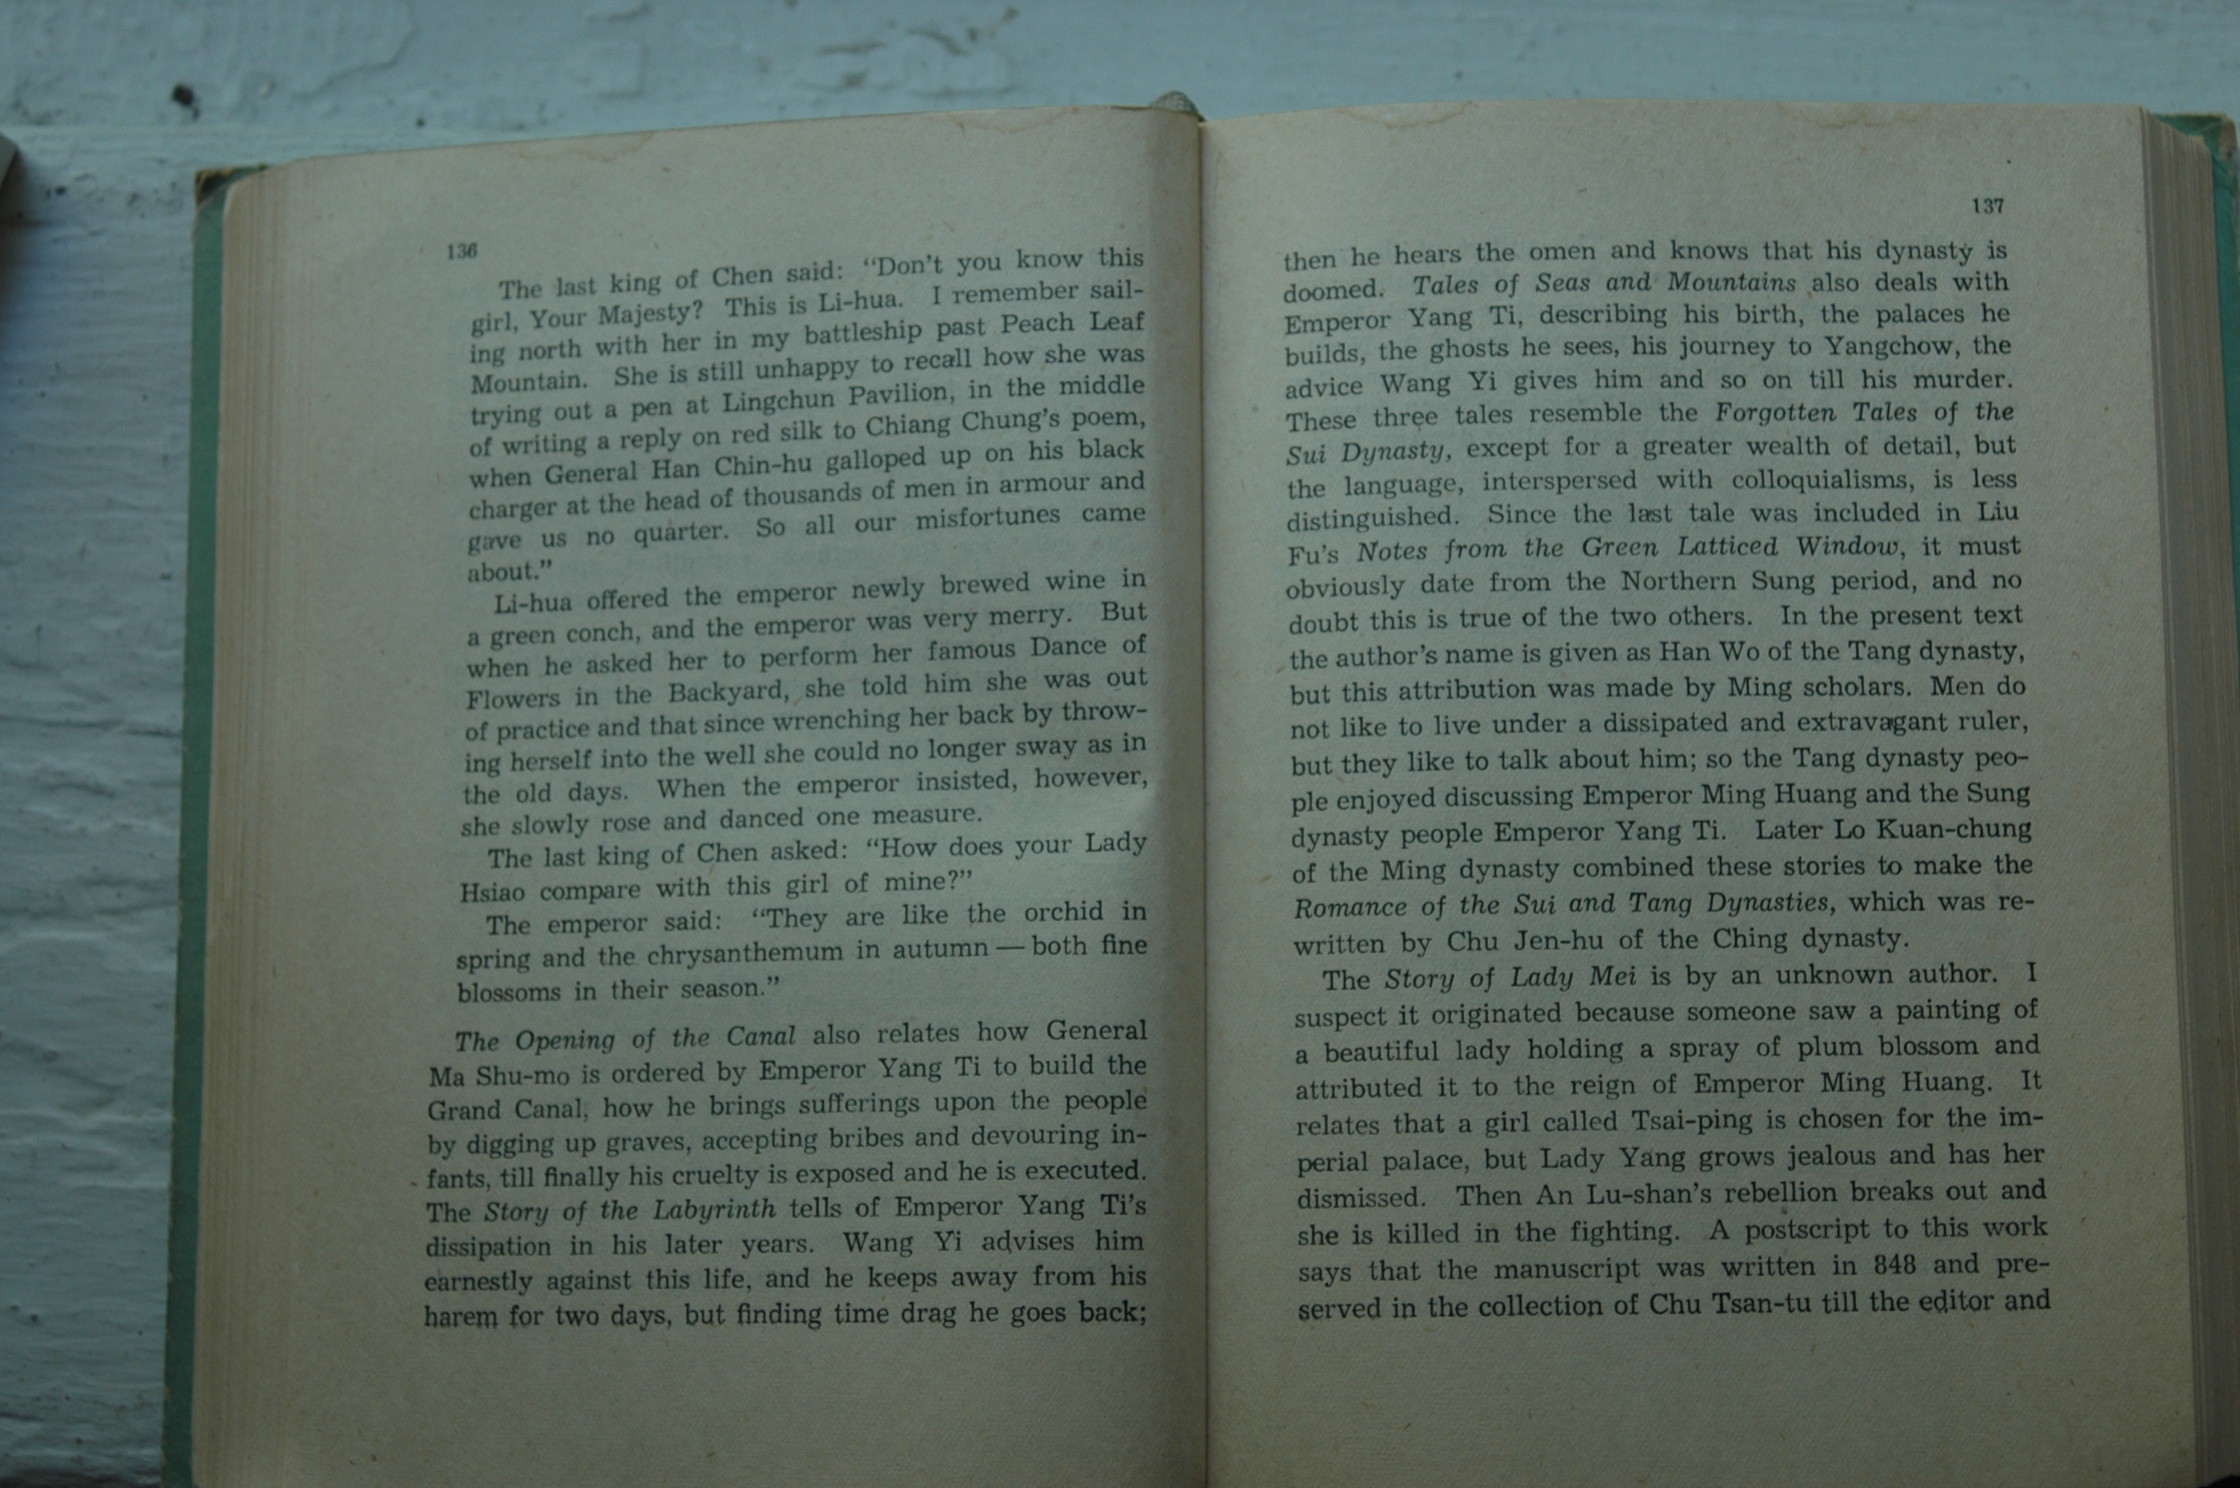 136
The last king of Chen said: “Don't you know this
girl, Your Majesty? This is Li-hua. I remember sail-
ing north with her in my battleship past Peach Leaf
Mountain. She is still unhappy to recall how she was
trying out a pen at Lingchun Pavilion, in the middle
of writing a reply on red silk to Chiang Chung's poem,
when General Han Chin-hu galloped up on his black
charger at the head of thousands of men in armour and
gave us no quarter. So all our misfortunes came
about.”
Li-hua offered the emperor newly brewed wine in
a green conch, and the emperor was very merry. But
when he asked her to perform her famous Dance of
Flowers in the Backyard, she told him she was out
of practice and that since wrenching her back by throw-
ing herself into the well she could no longer sway as in
the old days. When the emperor insisted, however,
she slowly rose and danced one measure.
The last king of Chen asked: “How does your Lady
Hsiao compare with this girl of mine?”
The emperor said: “They are like the orchid in
spring and the chrysanthemum in autumn — both fine
blossoms in their season.”
The Opening of the Canal also relates how General
Ma Shu-mo is ordered by Emperor Yang Ti to build the
Grand Canal, how he brings sufferings upon the people
by digging up graves, accepting bribes and devouring in-
fants, till finally his cruelty is exposed and he is executed.
The Story of the Labyrinth tells of Emperor Yang Ti's
dissipation in his later years. Wang Yi advises him
earnestly against this life, and he keeps away from his
harem for two days, but finding time drag he goes back;
137
then he hears the omen and knows that his dynasty is
doomed. Tales of Seas and Mountains also deals with
Emperor Yang Ti, describing his birth, the palaces he
builds, the ghosts he sees, his journey to Yangchow, the
advice Wang Yi gives him and so on till his murder.
These three tales resemble the Forgotten Tales of the
Sui Dynasty, except for a greater wealth of detail, but
the language, interspersed with colloquialisms, is less
distinguished. Since the last tale was included in Liu
Fu's Notes from the Green Latticed Window, it must
obviously date from the Northern Sung period, and no
doubt this is true of the two others. In the present text
the author's name is given as Han Wo of the Tang dynasty,
but this attribution was made by Ming scholars. Men do
not like to live under a dissipated and extravagant ruler,
but they like to talk about him; so the Tang dynasty peo-
ple enjoyed discussing Emperor Ming Huang and the Sung
dynasty people Emperor Yang Ti. Later Lo Kuan-chung
of the Ming dynasty combined these stories to make the
Romance of the Sui and Tang Dynasties, which was re-
written by Chu Jen-hu of the Ching dynasty.
The Story of Lady Mei is by an unknown author. I
suspect it originated because someone saw a painting of
a beautiful lady holding a spray of plum blossom and
attributed it to the reign of Emperor Ming Huang. It
relates that a girl called Tsai-ping is chosen for the im-
perial palace, but Lady Yang grows jealous and has her
dismissed. Then An Lu-shan's rebellion breaks out and
she is killed in the fighting. A postscript to this work
says that the manuscript was written in 848 and pre-
served in the collection of Chu Tsan-tu till the editor and